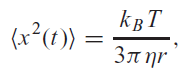 ⟨x²(t)⟩ = k_B T / 3π ηr ,